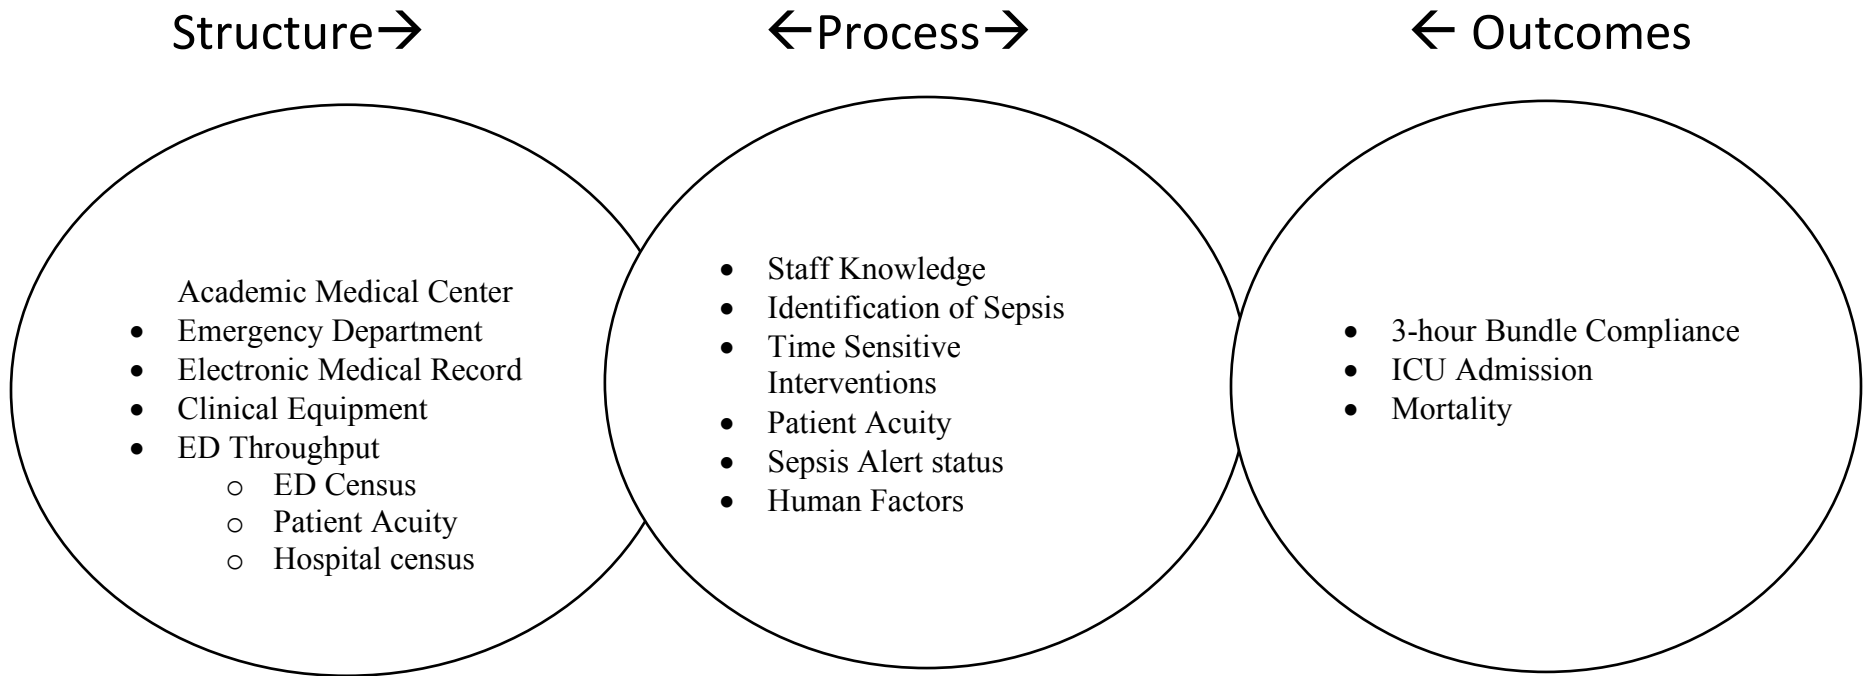 Structure→
←Process→
← Outcomes
Academic Medical Center
• Emergency Department
• Electronic Medical Record
• Clinical Equipment
• ED Throughput
o ED Census
o Patient Acuity
o Hospital census
• Staff Knowledge
• Identification of Sepsis
• Time Sensitive
Interventions
• Patient Acuity
• Sepsis Alert status
• Human Factors
• 3-hour Bundle Compliance
• ICU Admission
• Mortality